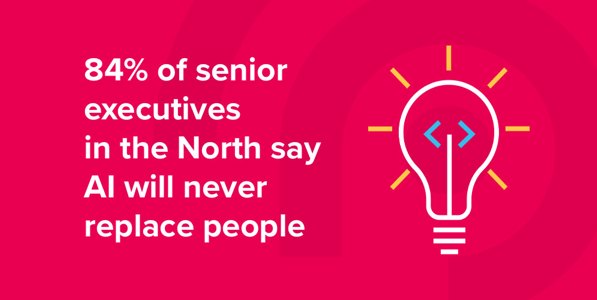 84% of senior
executives
in the North say
AI will never
replace people